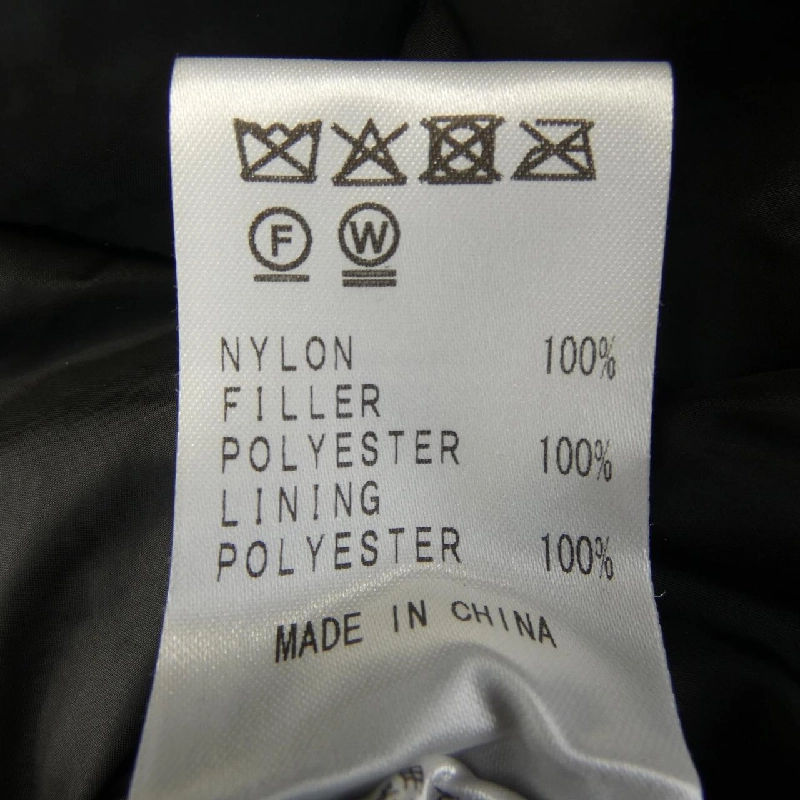 F W
NYLON 100%
FILLER
POLYESTER 100%
LINING
POLYESTER 100%
MADE IN CHINA